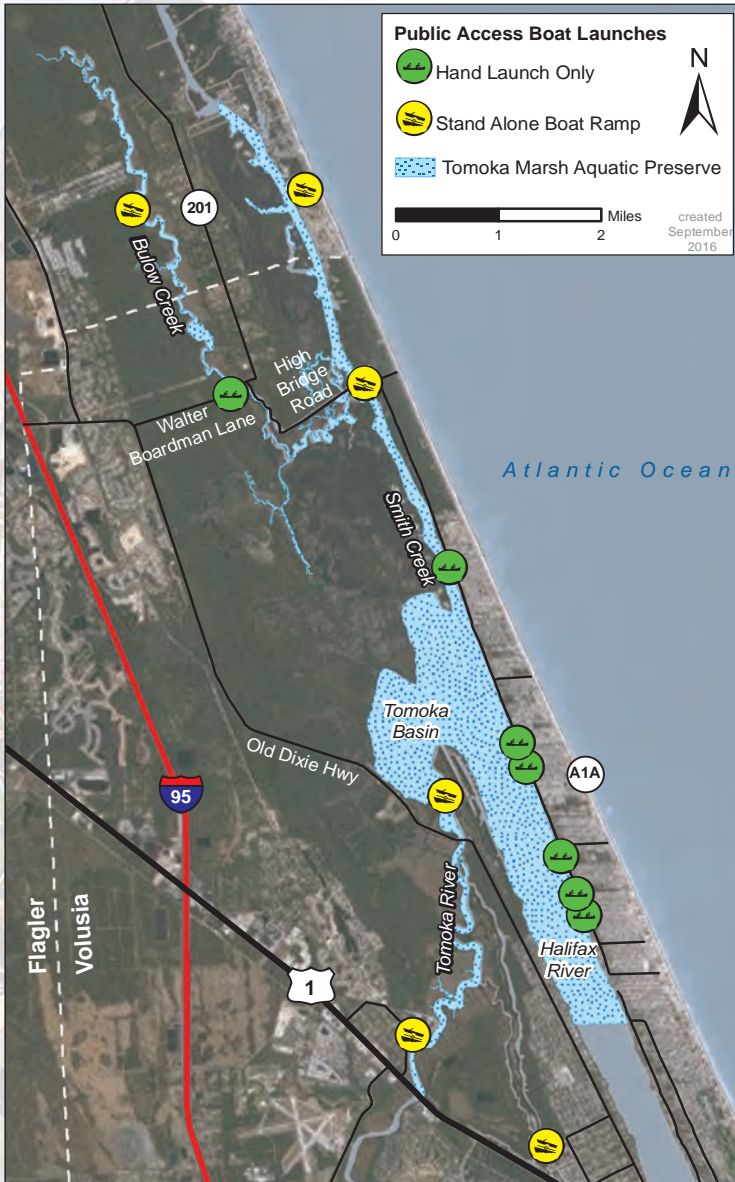 Public Access Boat Launches
Hand Launch Only
Stand Alone Boat Ramp
Tomoka Marsh Aquatic Preserve
N
Miles
0 1 2
created
September
2016
201
Bulow Creek
High
Bridge
Road
Walter
Boardman Lane
Atlantic Ocean
Smith Creek
Tomoka
Basin
Old Dixie Hwy
A1A
95
Tomoka River
Flagler
Volusia
Halifax
River
1